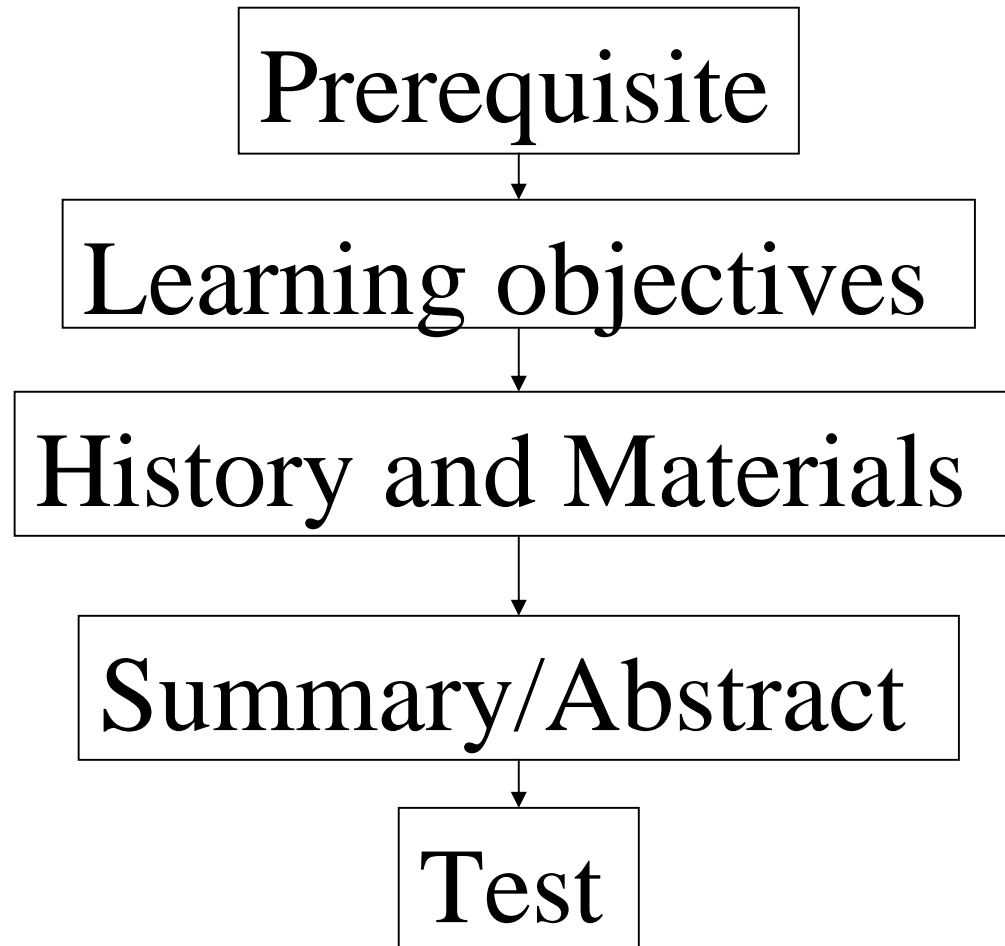 Prerequisite
Learning objectives
History and Materials
Summary/Abstract
Test